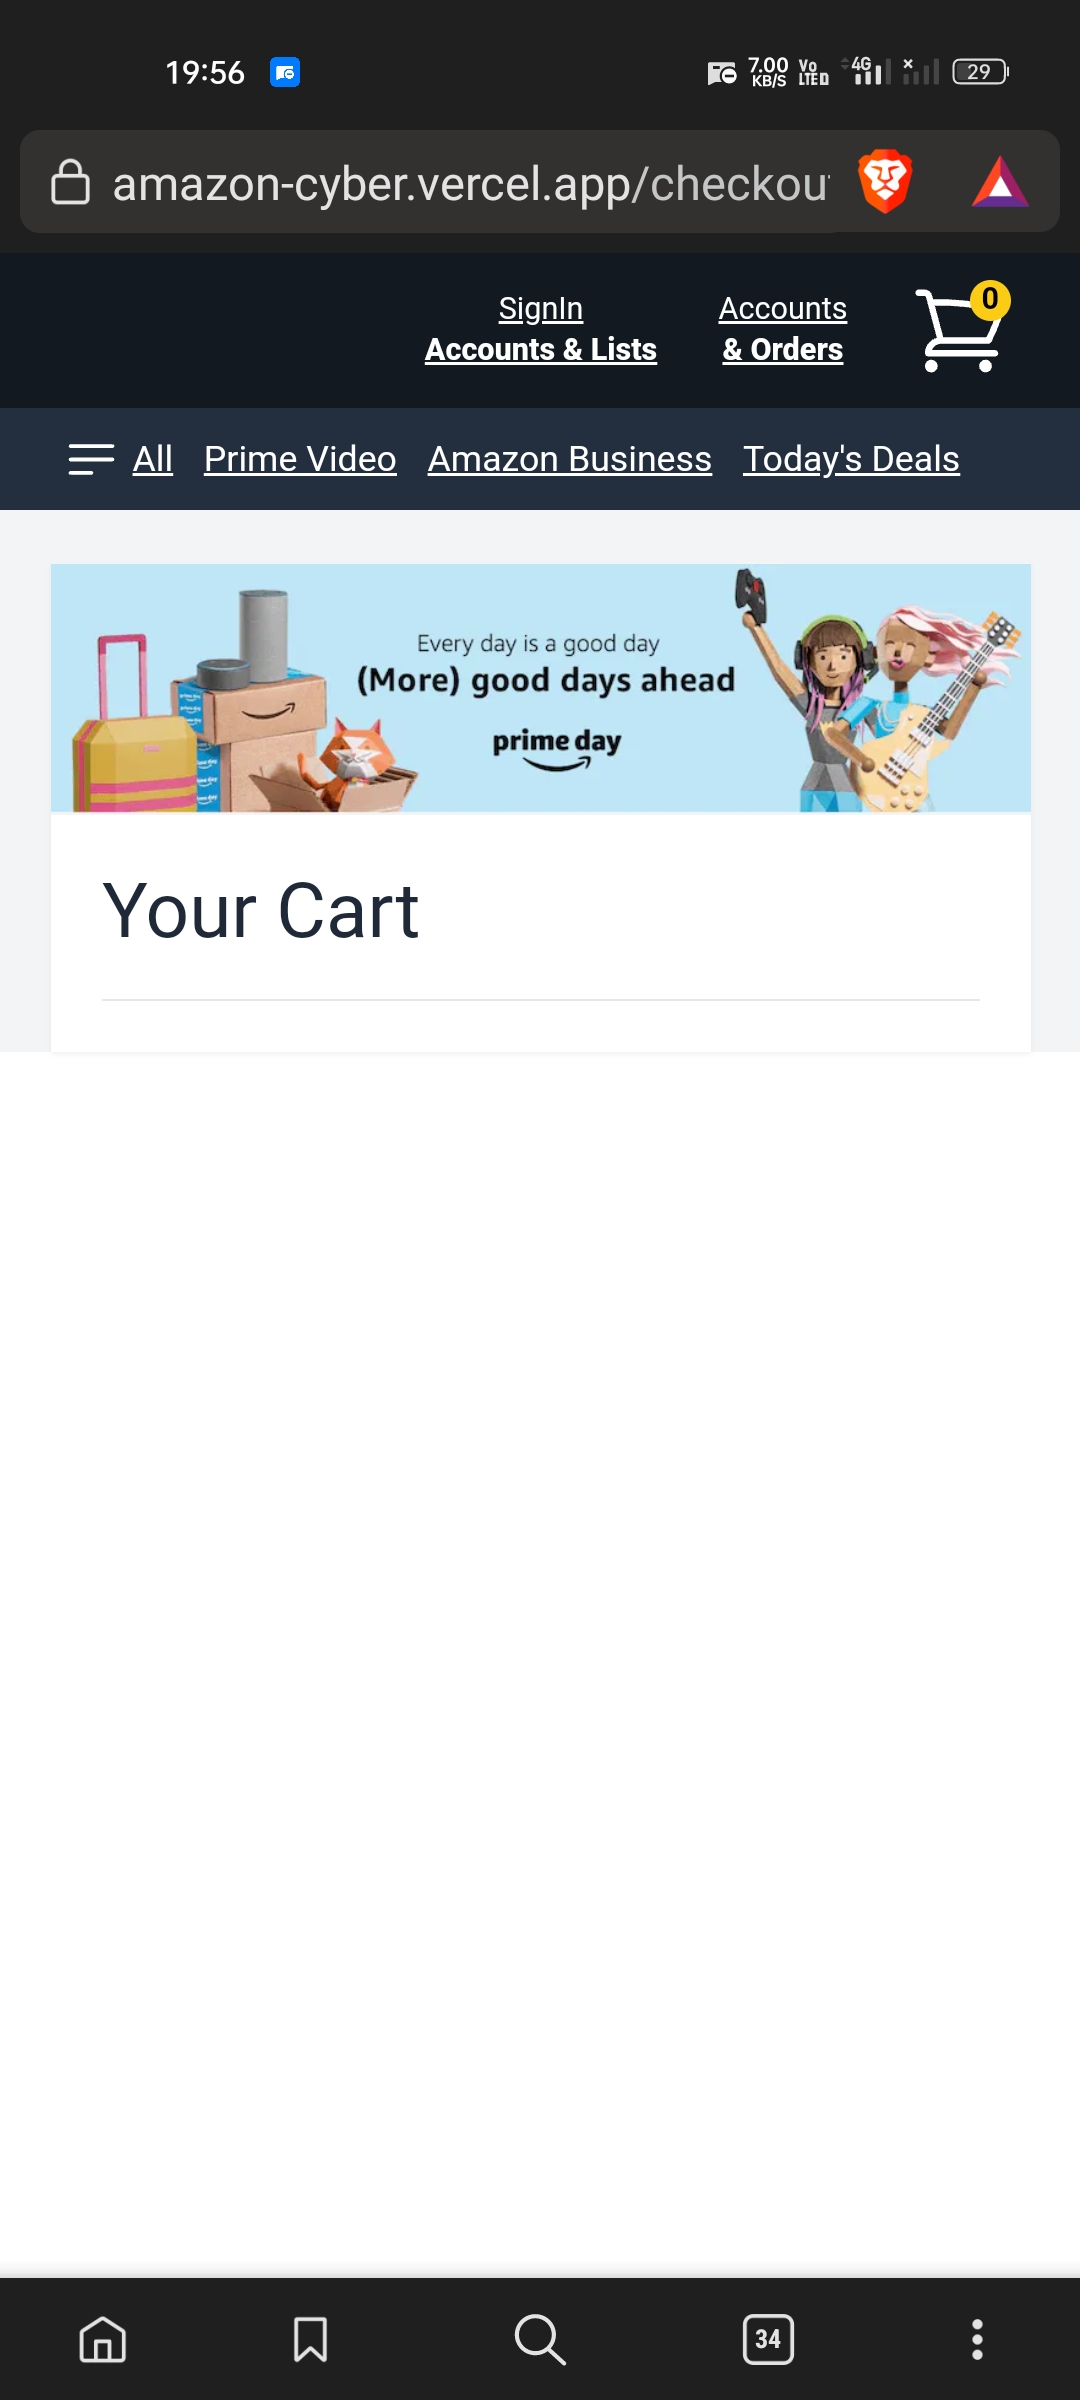 19:56
7.00
KB/S
Vo
LTE
4G
29
amazon-cyber.vercel.app/checkou
SignIn
Accounts & Lists
Accounts
& Orders
0
All Prime Video Amazon Business Today's Deals
Every day is a good day
(More) good days ahead
prime day
Your Cart
34